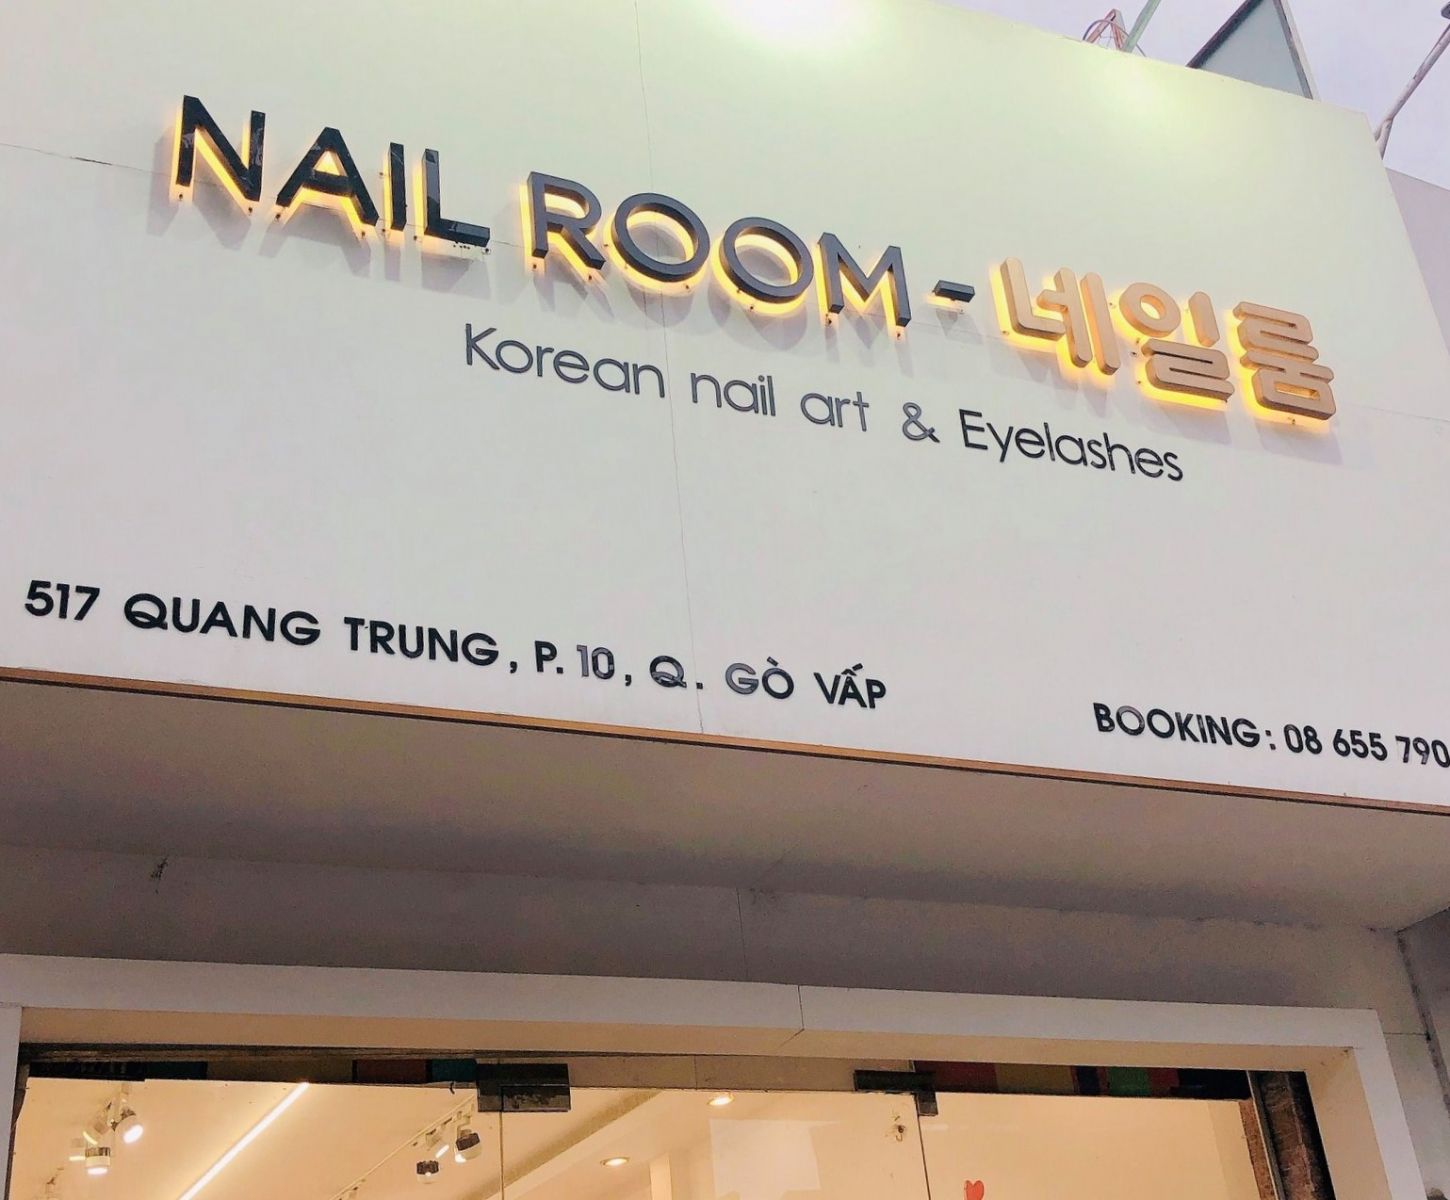 NAIL ROOM - 네일룸
Korean nail art & Eyelashes
517 QUANG TRUNG, P. 10, Q. GÒ VẤP
BOOKING: 08 655 790